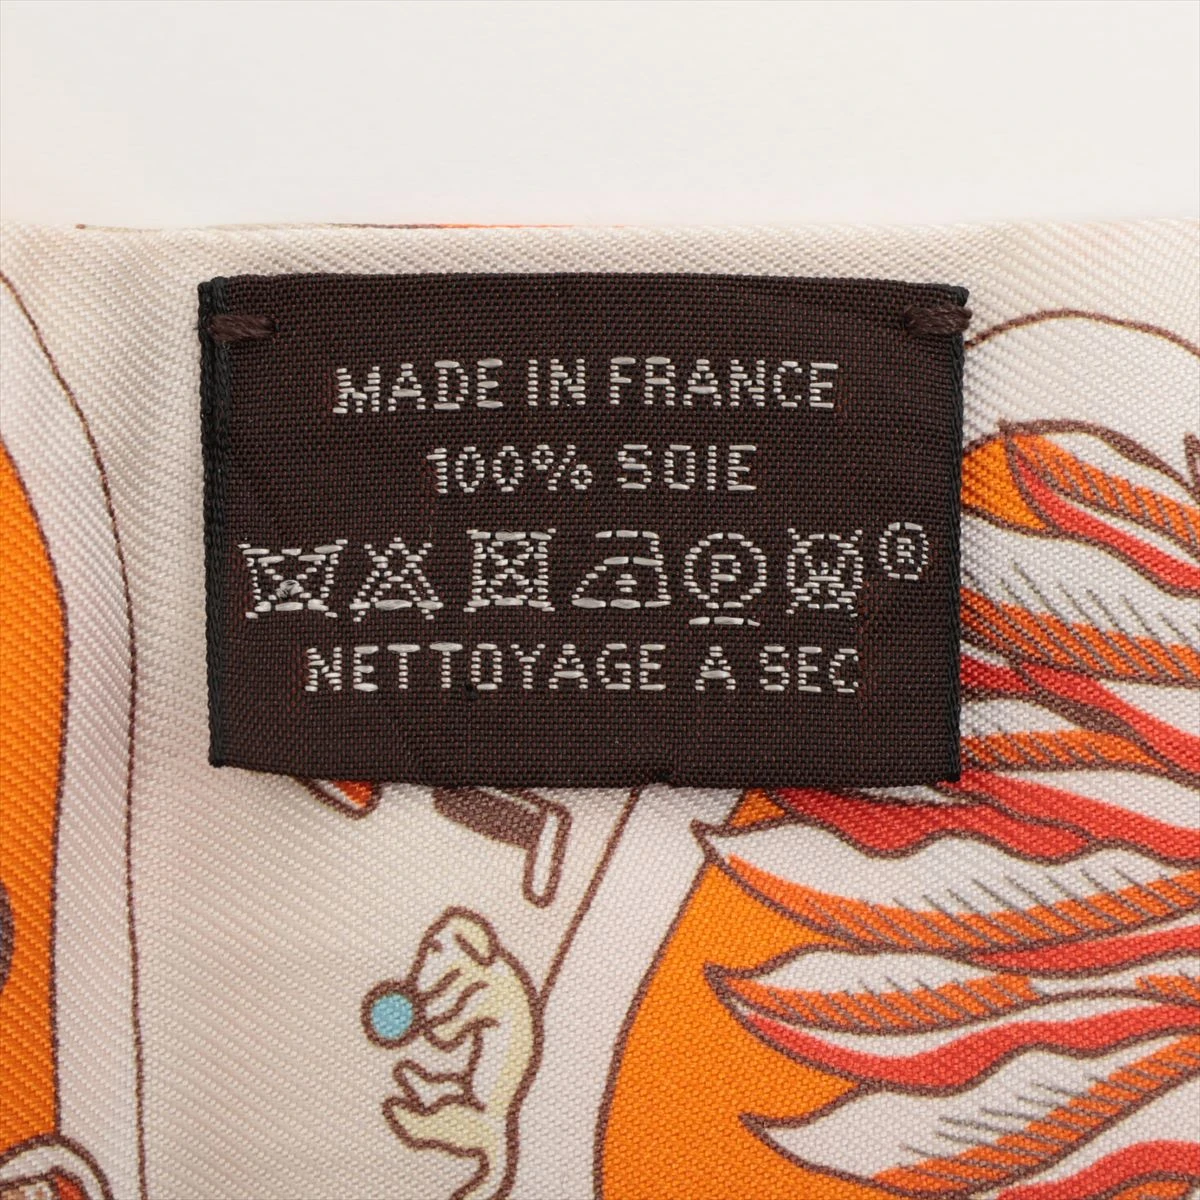 MADE IN FRANCE
100% SOIE
P W ®
NETTOYAGE A SEC